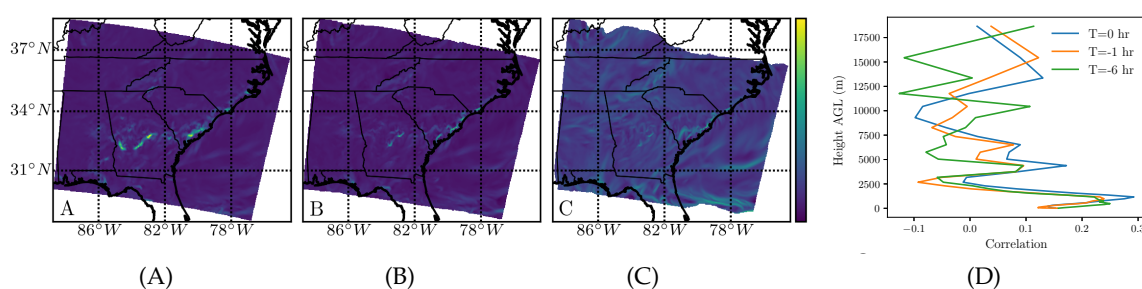 37° N
34° N
31° N
A
86°W 82°W 78°W
B
86°W 82°W 78°W
C
86°W 82°W 78°W
17500
15000
12500
10000
7500
5000
2500
0
Height AGL (m)
T=0 hr
T=-1 hr
T=-6 hr
−0.1 0.0 0.1 0.2 0.3
Correlation
(A) (B) (C) (D)